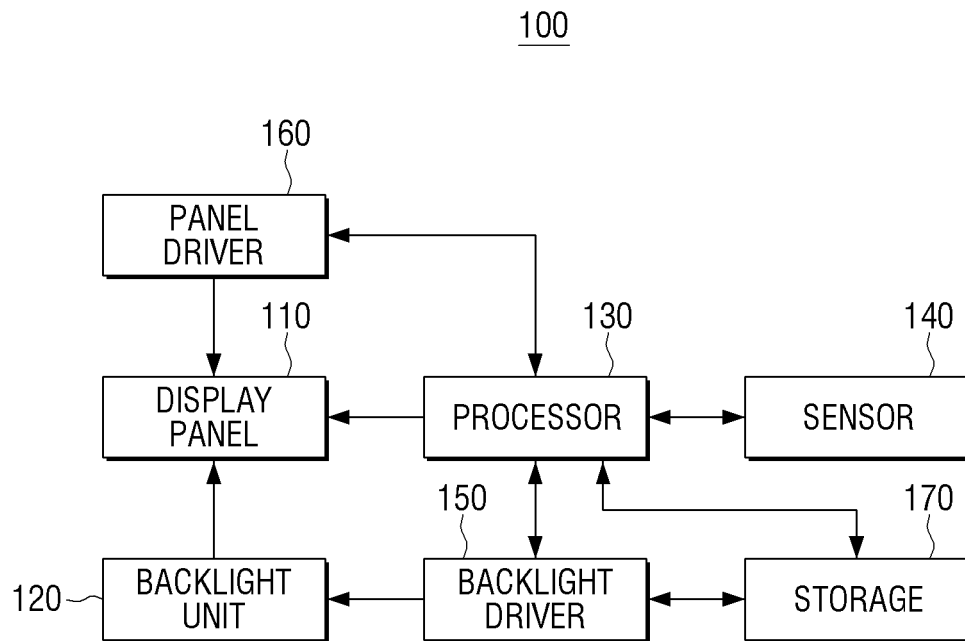 100
160
PANEL
DRIVER
110
130
140
DISPLAY
PANEL
PROCESSOR
SENSOR
150
170
120
BACKLIGHT
UNIT
BACKLIGHT
DRIVER
STORAGE